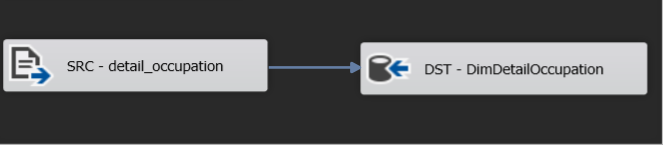 SRC - detail_occupation
DST - DimDetailOccupation